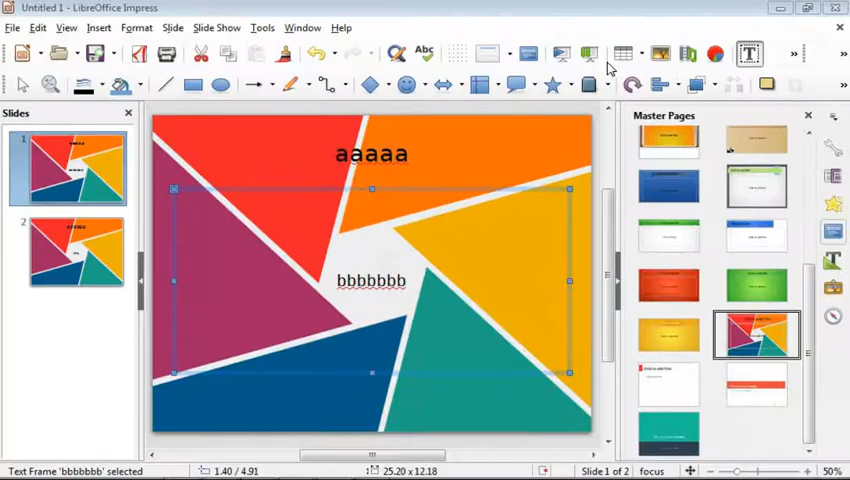 Untitled 1 - LibreOffice Impress
File Edit View Insert Format Slide Slide Show Tools Window Help
Slides
1
2
aaaaa
bbbbbbb
Master Pages
Text Frame 'bbbbbbb' selected
1.40 / 4.91
25.20 x 12.18
Slide 1 of 2
focus
50%